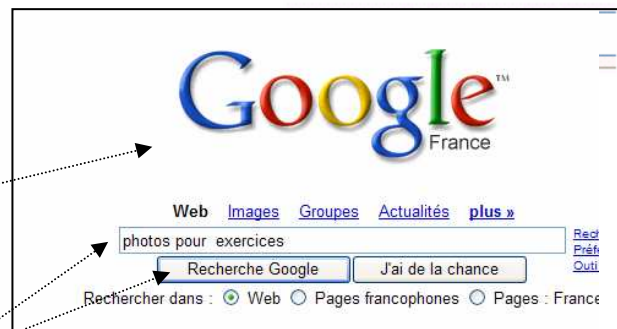 Google™
France
Web Images Groupes Actualités plus »
photos pour exercices
Recherche Google J'ai de la chance
Rechercher dans : Web Pages francophones Pages : France